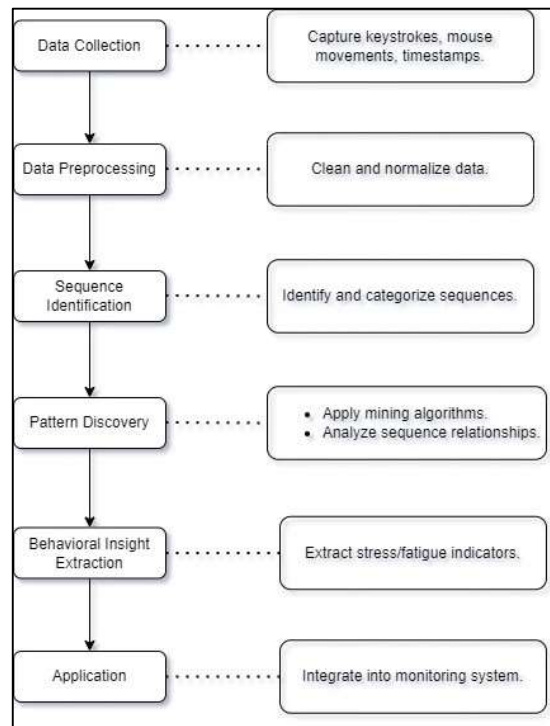 Data Collection
Capture keystrokes, mouse
movements, timestamps.
Data Preprocessing
Clean and normalize data.
Sequence
Identification
Identify and categorize sequences.
Pattern Discovery
• Apply mining algorithms.
• Analyze sequence relationships.
Behavioral Insight
Extraction
Extract stress/fatigue indicators.
Application
Integrate into monitoring system.